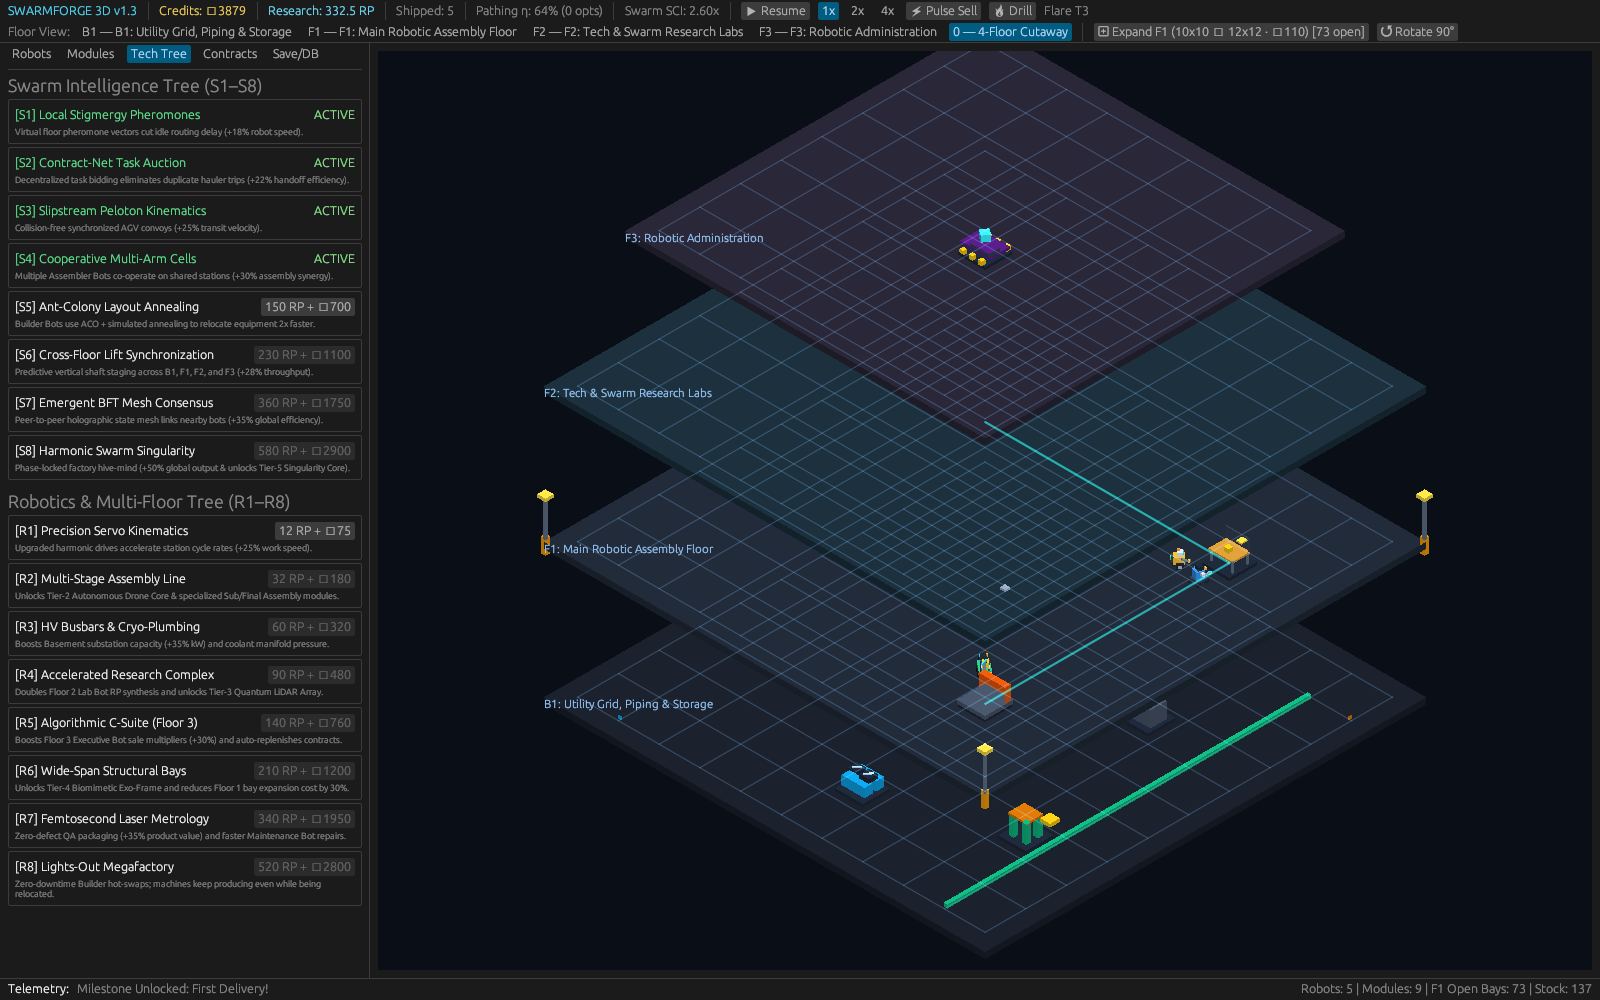 SWARMFORGE 3D v1.3 Credits: □3879 Research: 332.5 RP Shipped: 5 Pathing η: 64% (0 opts) Swarm SCI: 2.60x ▶ Resume 1x 2x 4x Pulse Sell Drill Flare T3
Floor View: B1 — B1: Utility Grid, Piping & Storage F1 — F1: Main Robotic Assembly Floor F2 — F2: Tech & Swarm Research Labs F3 — F3: Robotic Administration 0 — 4-Floor Cutaway Expand F1 (10x10 □ 12x12 · □110) [73 open] Rotate 90°
Robots Modules Tech Tree Contracts Save/DB
Swarm Intelligence Tree (S1–S8)
[S1] Local Stigmergy Pheromones ACTIVE
Virtual floor pheromone vectors cut idle routing delay (+18% robot speed).
[S2] Contract-Net Task Auction ACTIVE
Decentralized task bidding eliminates duplicate hauler trips (+22% handoff efficiency).
[S3] Slipstream Peloton Kinematics ACTIVE
Collision-free synchronized AGV convoys (+25% transit velocity).
[S4] Cooperative Multi-Arm Cells ACTIVE
Multiple Assembler Bots co-operate on shared stations (+30% assembly synergy).
[S5] Ant-Colony Layout Annealing 150 RP + □700
Builder Bots use ACO + simulated annealing to relocate equipment 2x faster.
[S6] Cross-Floor Lift Synchronization 230 RP + □1100
Predictive vertical shaft staging across B1, F1, F2, and F3 (+28% throughput).
[S7] Emergent BFT Mesh Consensus 360 RP + □1750
Peer-to-peer holographic state mesh links nearby bots (+35% global efficiency).
[S8] Harmonic Swarm Singularity 580 RP + □2900
Phase-locked factory hive-mind (+50% global output & unlocks Tier-5 Singularity Core).
Robotics & Multi-Floor Tree (R1–R8)
[R1] Precision Servo Kinematics 12 RP + □75
Upgraded harmonic drives accelerate station cycle rates (+25% work speed).
[R2] Multi-Stage Assembly Line 32 RP + □180
Unlocks Tier-2 Autonomous Drone Core & specialized Sub/Final Assembly modules.
[R3] HV Busbars & Cryo-Plumbing 60 RP + □320
Boosts Basement substation capacity (+35% kW) and coolant manifold pressure.
[R4] Accelerated Research Complex 90 RP + □480
Doubles Floor 2 Lab Bot RP synthesis and unlocks Tier-3 Quantum LiDAR Array.
[R5] Algorithmic C-Suite (Floor 3) 140 RP + □760
Boosts Floor 3 Executive Bot sale multipliers (+30%) and auto-replenishes contracts.
[R6] Wide-Span Structural Bays 210 RP + □1200
Unlocks Tier-4 Biomimetic Exo-Frame and reduces Floor 1 bay expansion cost by 30%.
[R7] Femtosecond Laser Metrology 340 RP + □1950
Zero-defect QA packaging (+35% product value) and faster Maintenance Bot repairs.
[R8] Lights-Out Megafactory 520 RP + □2800
Zero-downtime Builder hot-swaps; machines keep producing even while being
relocated.
F3: Robotic Administration
F2: Tech & Swarm Research Labs
F1: Main Robotic Assembly Floor
B1: Utility Grid, Piping & Storage
Telemetry: Milestone Unlocked: First Delivery! Robots: 5 | Modules: 9 | F1 Open Bays: 73 | Stock: 137